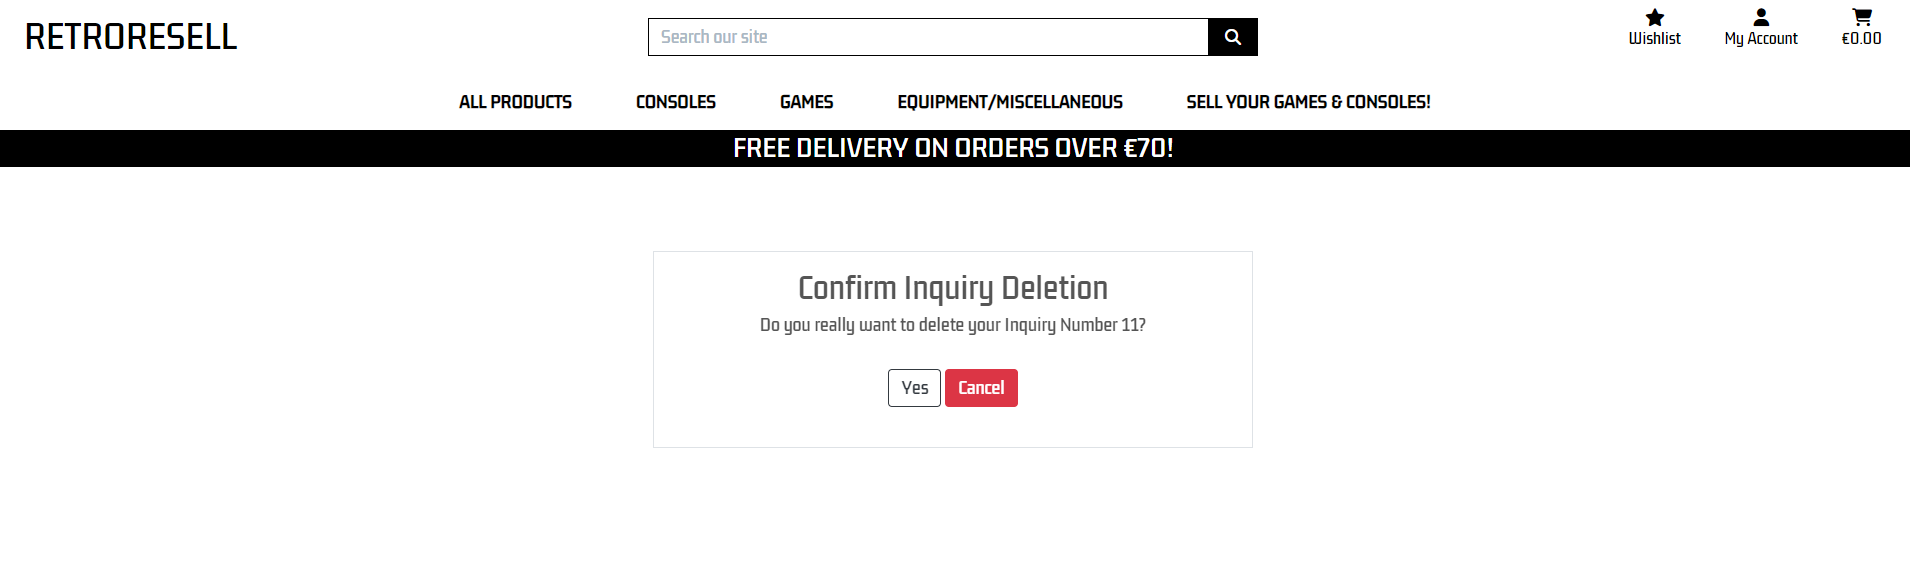 RETRORESELL
Search our site
Wishlist
My Account
€0.00
ALL PRODUCTS
CONSOLES
GAMES
EQUIPMENT/MISCELLANEOUS
SELL YOUR GAMES & CONSOLES!
FREE DELIVERY ON ORDERS OVER €70!
Confirm Inquiry Deletion
Do you really want to delete your Inquiry Number 11?
Yes
Cancel